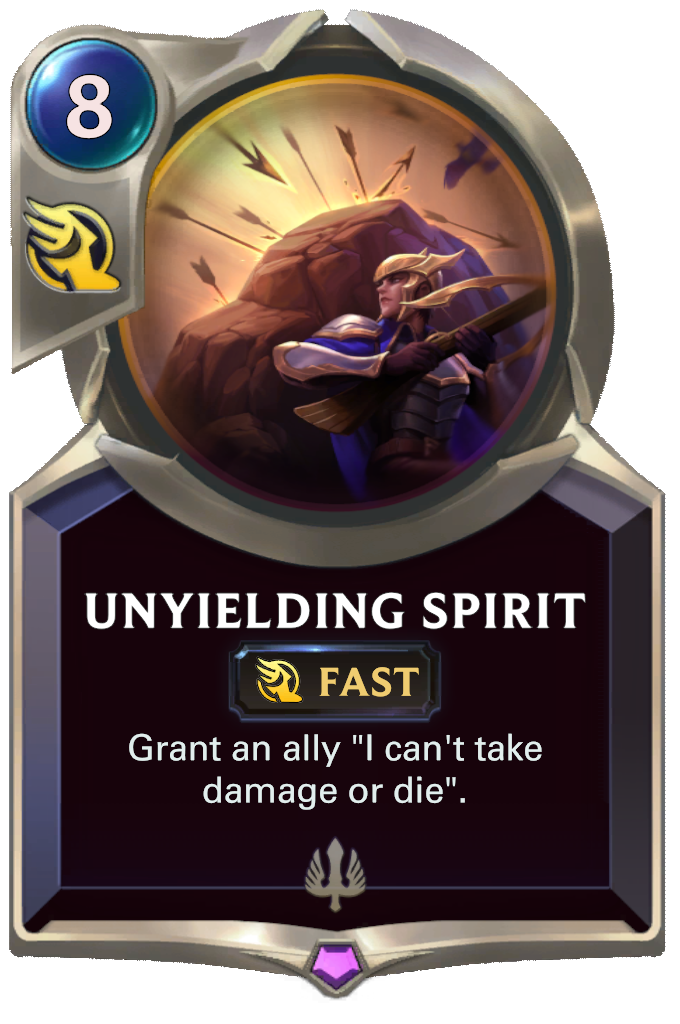 8
UNYIELDING SPIRIT
FAST
Grant an ally "I can't take
damage or die".